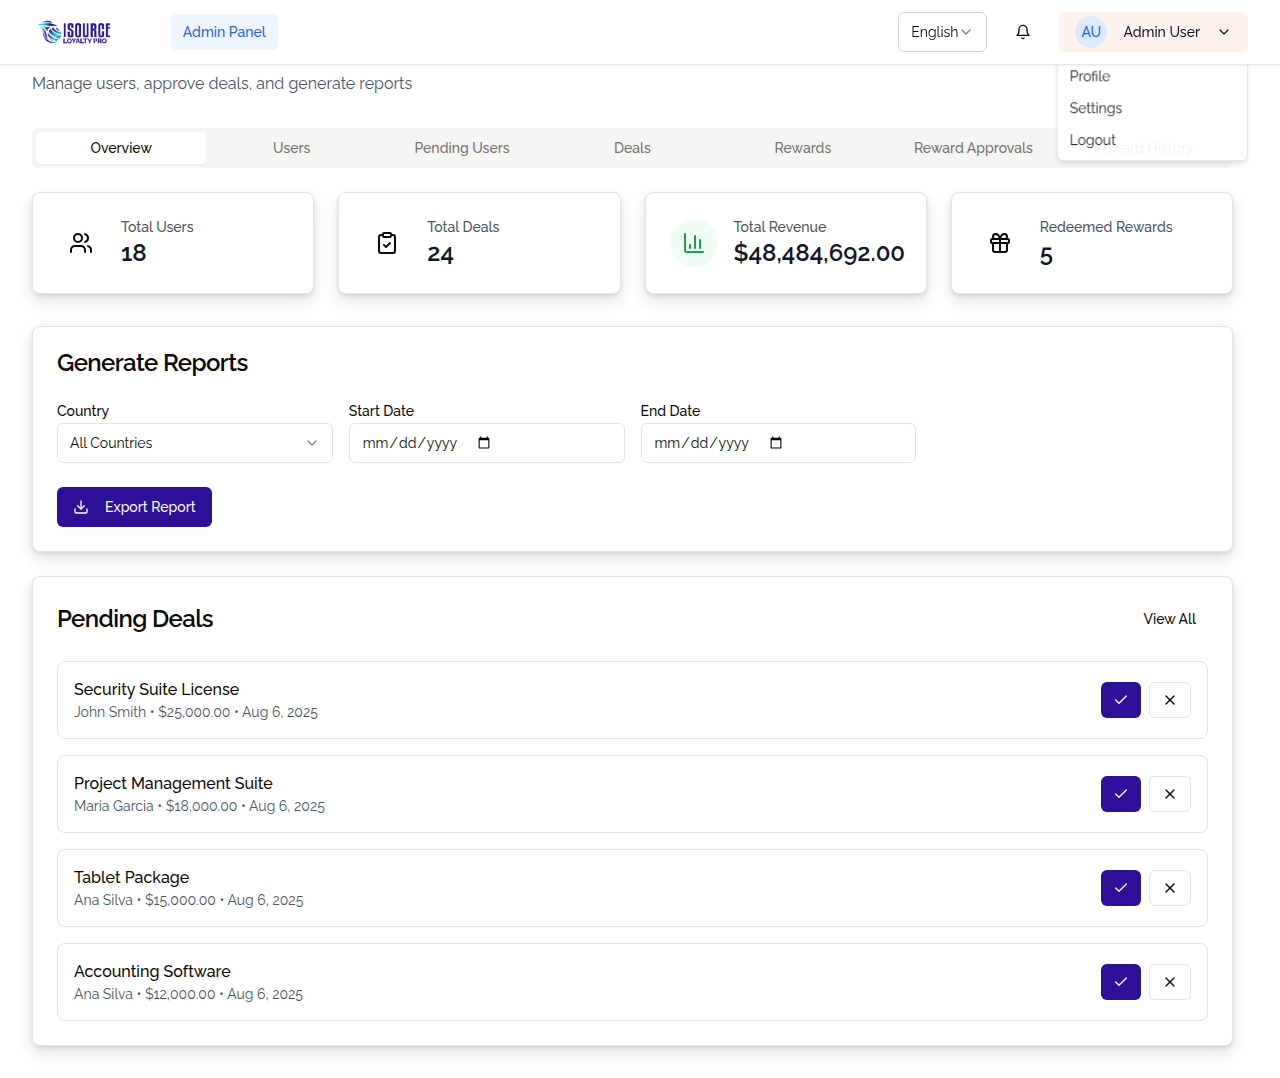 ISOURCE
LOYALTY PRO
Admin Panel
English
AU
Admin User
Manage users, approve deals, and generate reports
Profile
Settings
Logout
Overview
Users
Pending Users
Deals
Rewards
Reward Approvals
Reward History
Total Users
18
Total Deals
24
Total Revenue
$48,484,692.00
Redeemed Rewards
5
Generate Reports
Country
Start Date
End Date
All Countries
mm/dd/yyyy
mm/dd/yyyy
Export Report
Pending Deals
View All
Security Suite License
John Smith • $25,000.00 • Aug 6, 2025
Project Management Suite
Maria Garcia • $18,000.00 • Aug 6, 2025
Tablet Package
Ana Silva • $15,000.00 • Aug 6, 2025
Accounting Software
Ana Silva • $12,000.00 • Aug 6, 2025